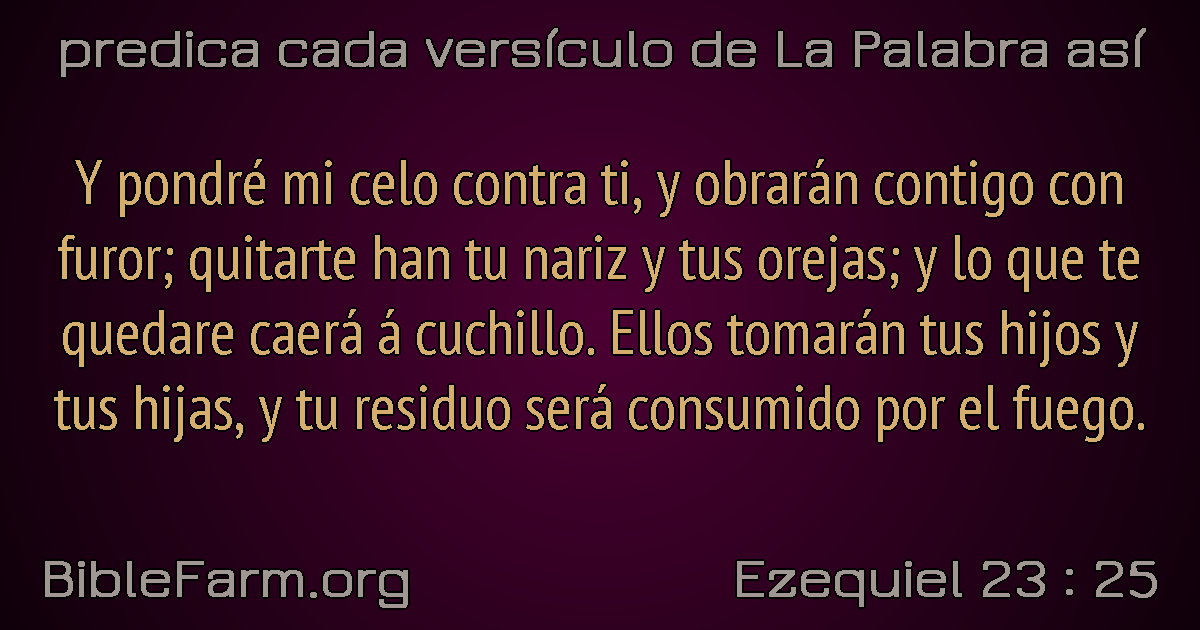 predica cada versículo de La Palabra así
Y pondré mi celo contra ti, y obrarán contigo con
furor; quitarte han tu nariz y tus orejas; y lo que te
quedare caerá á cuchillo. Ellos tomarán tus hijos y
tus hijas, y tu residuo será consumido por el fuego.
BibleFarm.org
Ezequiel 23 : 25